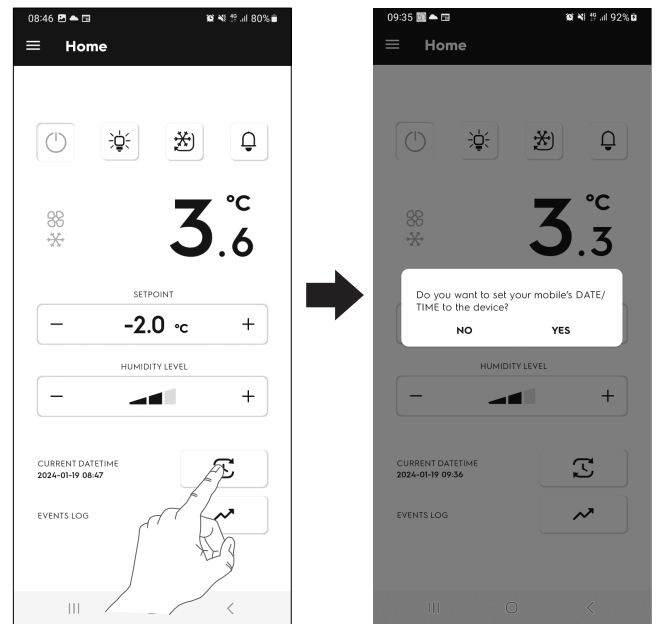 08:46 4G 80%
Home
3.6 °C
SETPOINT
− -2.0 °C +
HUMIDITY LEVEL
− +
CURRENT DATETIME
2024-01-19 08:47
EVENTS LOG
09:35 4G 92%
Home
3.3 °C
Do you want to set your mobile's DATE/
TIME to the device?
NO YES
HUMIDITY LEVEL
− +
CURRENT DATETIME
2024-01-19 09:36
EVENTS LOG